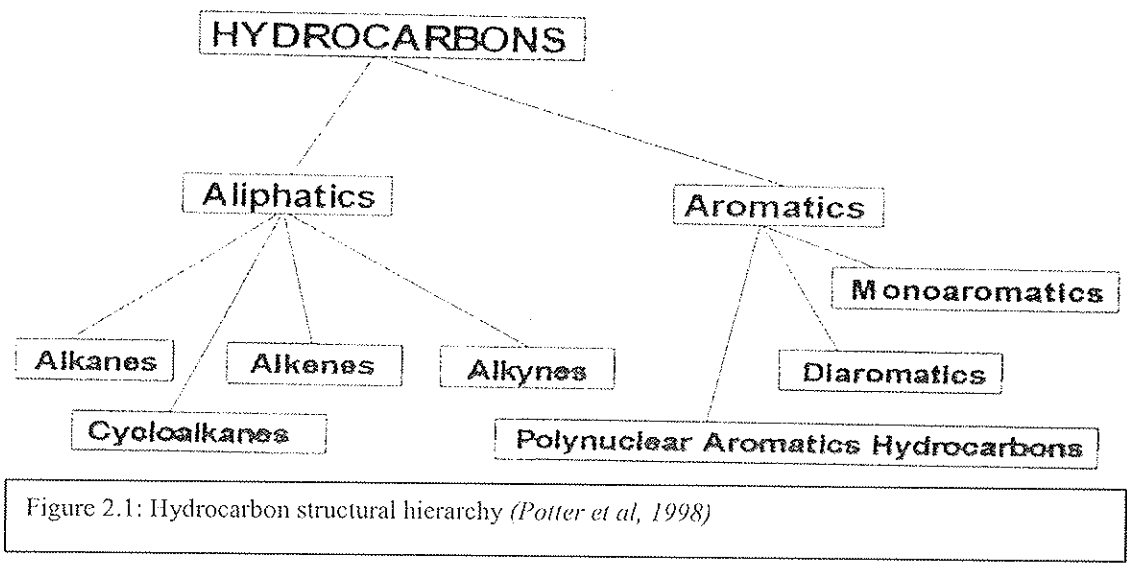 HYDROCARBONS
Aliphatics
Aromatics
Monoaromatics
Alkanes
Alkenes
Alkynes
Diaromatics
Cycloalkanes
Polynuclear Aromatics Hydrocarbons
Figure 2.1: Hydrocarbon structural hierarchy (Potter et al, 1998)